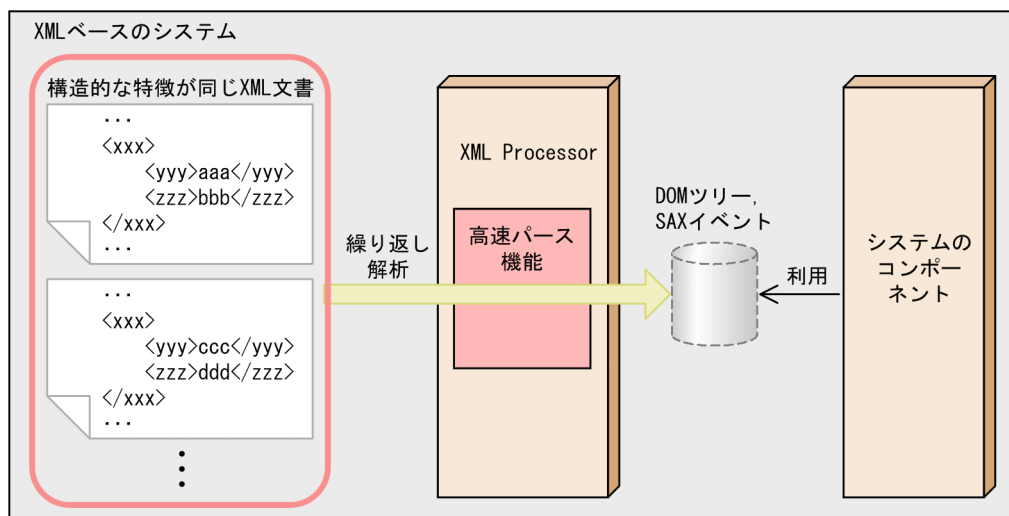 XMLベースのシステム
構造的な特徴が同じXML文書
...
<xxx>
<yyy>aaa</yyy>
<zzz>bbb</zzz>
</xxx>
...
...
<xxx>
<yyy>ccc</yyy>
<zzz>ddd</zzz>
</xxx>
...
繰り返し
解析
XML Processor
高速パース
機能
DOMツリー,
SAXイベント
利用
システムの
コンポー
ネント